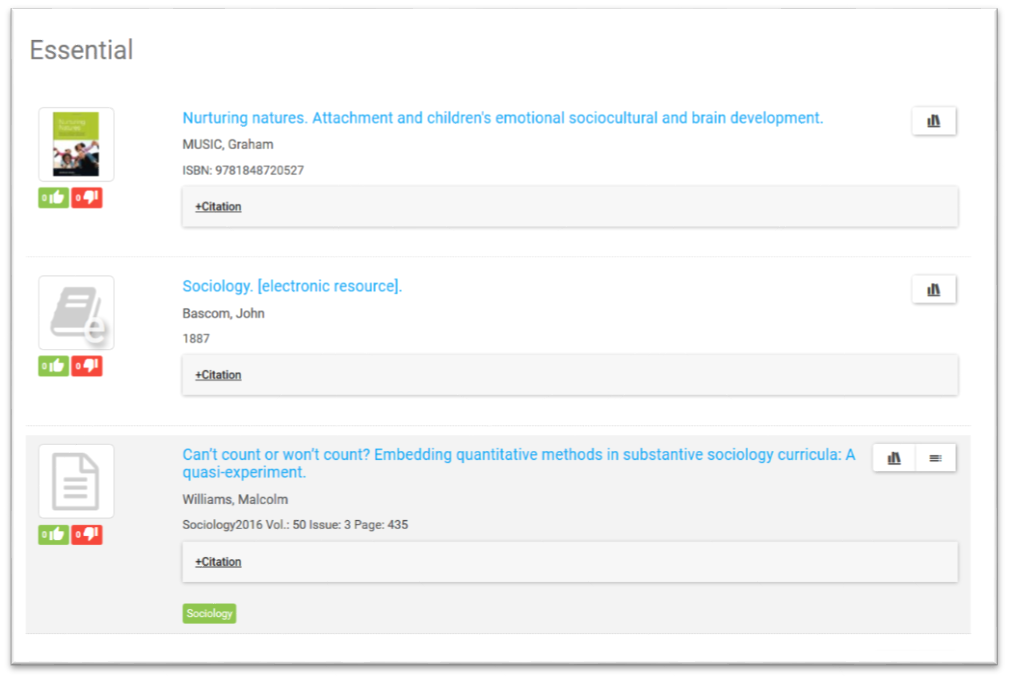 Essential
Nurturing natures. Attachment and children's emotional sociocultural and brain development.
MUSIC, Graham
ISBN: 9781848720527
0 0
+Citation
Sociology. [electronic resource].
Bascom, John
1887
0 0
+Citation
Can't count or won't count? Embedding quantitative methods in substantive sociology curricula: A
quasi-experiment.
Williams, Malcolm
Sociology2016 Vol.: 50 Issue: 3 Page: 435
0 0
+Citation
Sociology